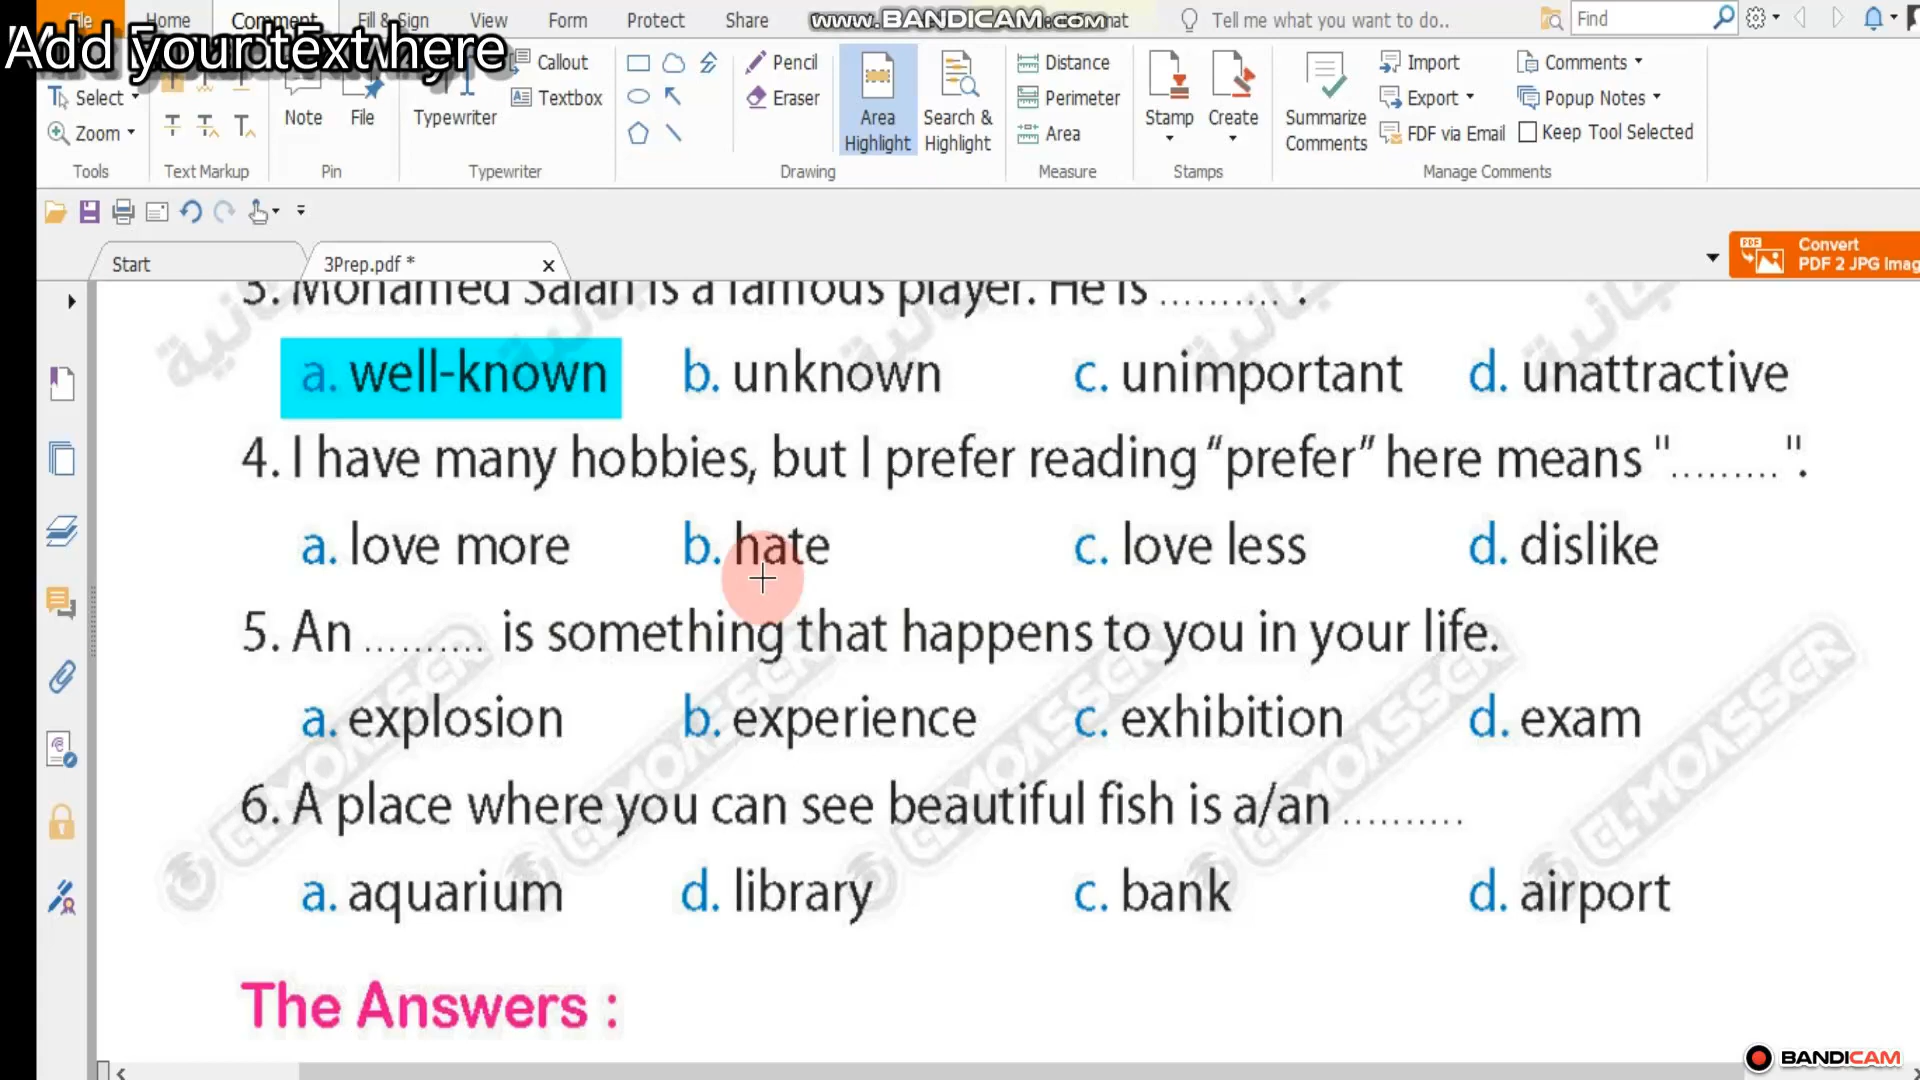 File Home Comment Fill & Sign View Form Protect Share www.BANDICAM.com Tell me what you want to do.. Find
Add your text here
Callout Pencil Distance Import Comments
Select Textbox Eraser Perimeter Export Popup Notes
Zoom Note File Typewriter Area Highlight Search & Highlight Area Stamp Create Summarize Comments FDF via Email Keep Tool Selected
Tools Text Markup Pin Typewriter Drawing Measure Stamps Manage Comments
Start 3Prep.pdf * x Convert
PDF 2 JPG Imag
3. Mohamed Salah is a famous player. He is .......... .
a. well-known b. unknown c. unimportant d. unattractive
4. I have many hobbies, but I prefer reading “prefer” here means ".........".
a. love more b. hate c. love less d. dislike
5. An .......... is something that happens to you in your life.
a. explosion b. experience c. exhibition d. exam
6. A place where you can see beautiful fish is a/an ..........
a. aquarium d. library c. bank d. airport
The Answers :
ELMOASSER ELMOASSER ELMOASSER ELMOASSER ELMOASSER
BANDICAM